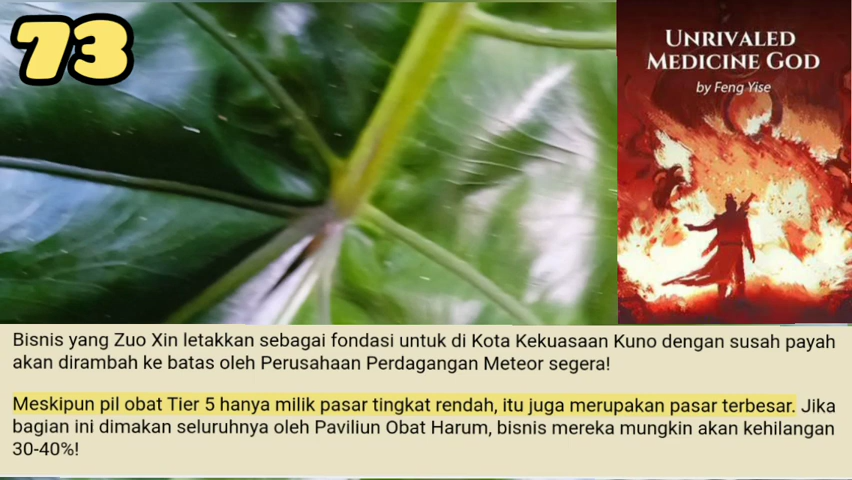 73
UNRIVALED
MEDICINE GOD
by Feng Yise
Bisnis yang Zuo Xin letakkan sebagai fondasi untuk di Kota Kekuasaan Kuno dengan susah payah
akan dirambah ke batas oleh Perusahaan Perdagangan Meteor segera!
Meskipun pil obat Tier 5 hanya milik pasar tingkat rendah, itu juga merupakan pasar terbesar. Jika
bagian ini dimakan seluruhnya oleh Paviliun Obat Harum, bisnis mereka mungkin akan kehilangan
30-40%!